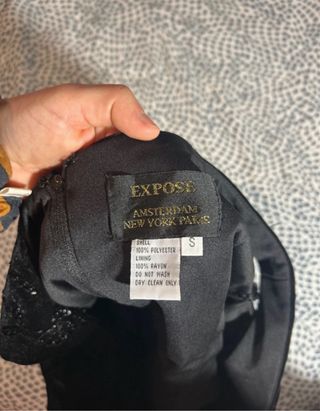 EXPOSE
AMSTERDAM
NEW YORK PARIS
S
SHELL
100% POLYESTER
LINING
100% RAYON
DO NOT WASH
DRY CLEAN ONLY